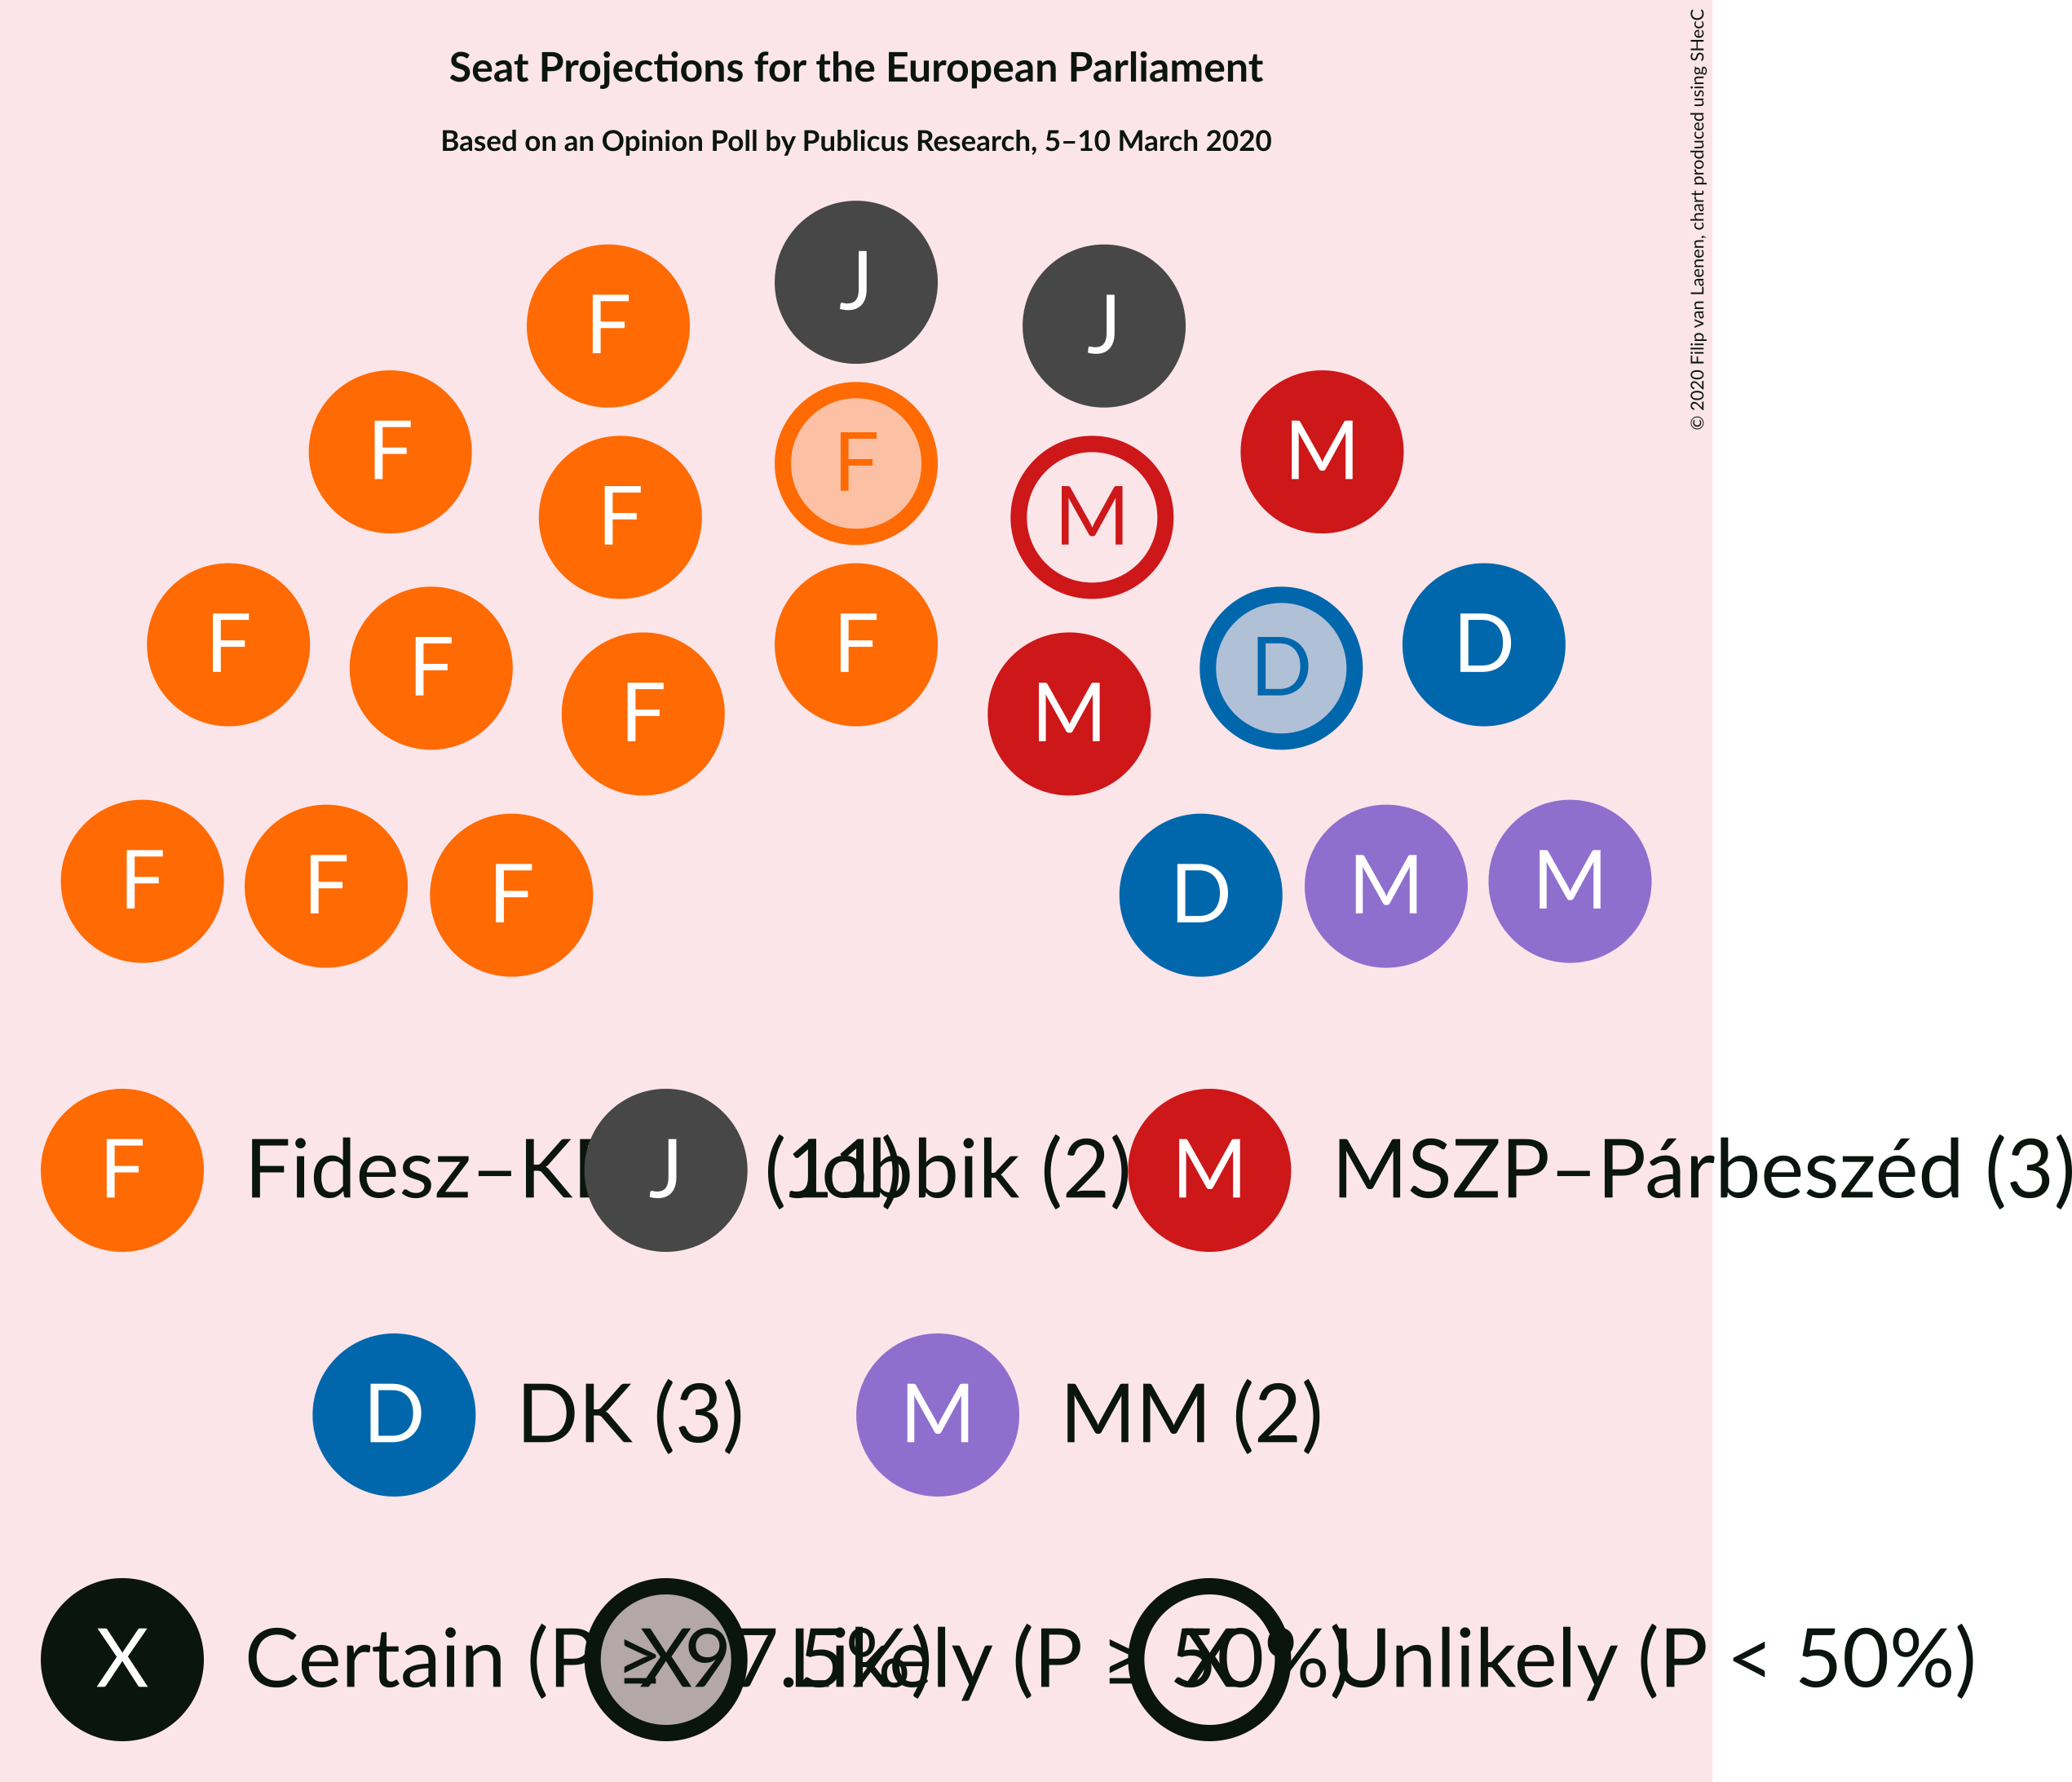 Seat Projections for the European Parliament
Based on an Opinion Poll by Publicus Research, 5–10 March 2020
© 2020 Filip van Laenen, chart produced using SHecC
J
F J
F M
F
F M
F F D
F D
F M
F F F D M M
F Fidesz– (11) J Jobbik (2) M MSZP–Párbeszéd (3)
D DK (3) M MM (2)
X Certain (P ≥ 97.5%) X Likely (P ≥ 50%) X Unlikely (P < 50%)